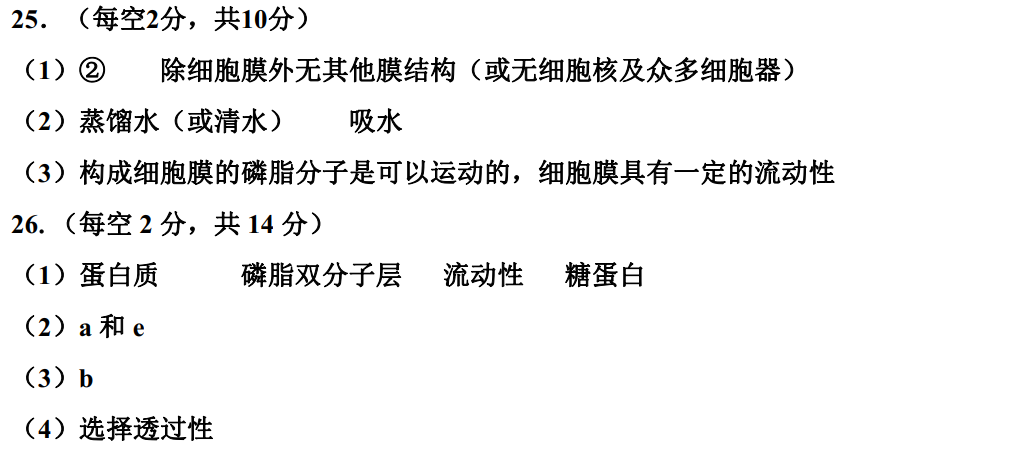 25. （每空2分，共10分）
（1）② 除细胞膜外无其他膜结构（或无细胞核及众多细胞器）
（2）蒸馏水（或清水） 吸水
（3）构成细胞膜的磷脂分子是可以运动的，细胞膜具有一定的流动性
26.（每空 2 分，共 14 分）
（1）蛋白质 磷脂双分子层 流动性 糖蛋白
（2）a 和 e
（3）b
（4）选择透过性